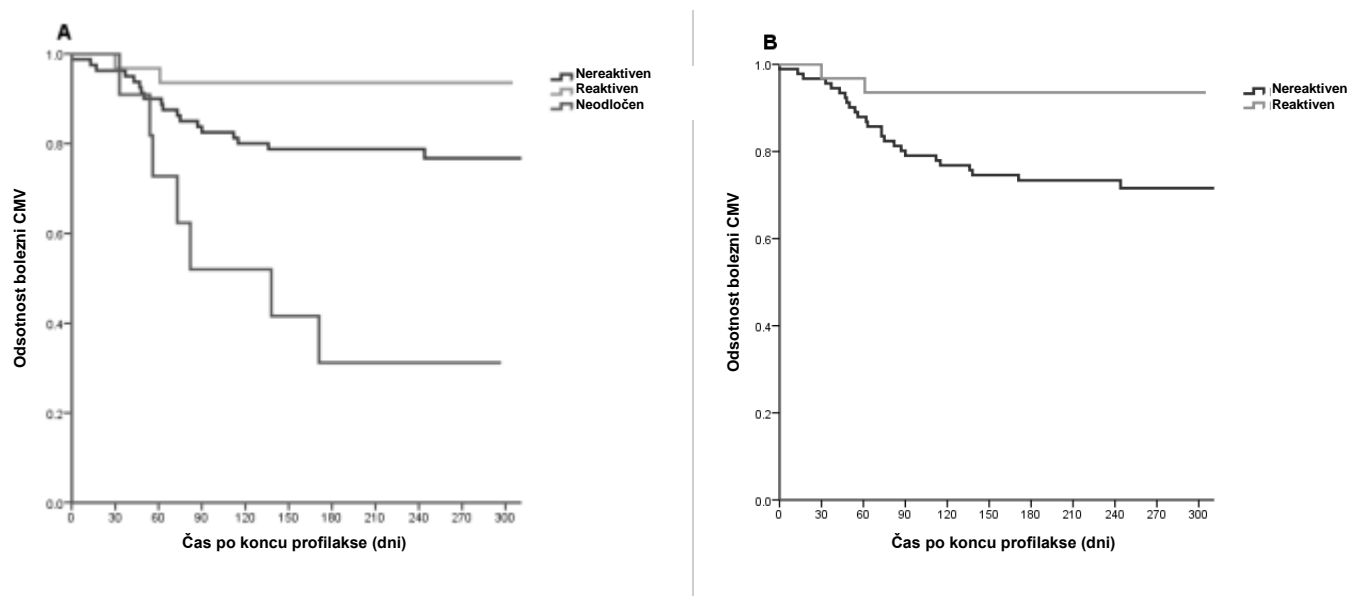 A
1.0
0.8
0.6
0.4
0.2
0.0
0 30 60 90 120 150 180 210 240 270 300
Odsotnost bolezni CMV
Čas po koncu profilakse (dni)
Nereaktiven
Reaktiven
Neodločen
B
1.0
0.8
0.6
0.4
0.2
0.0
0 30 60 90 120 150 180 210 240 270 300
Odsotnost bolezni CMV
Čas po koncu profilakse (dni)
Nereaktiven
Reaktiven